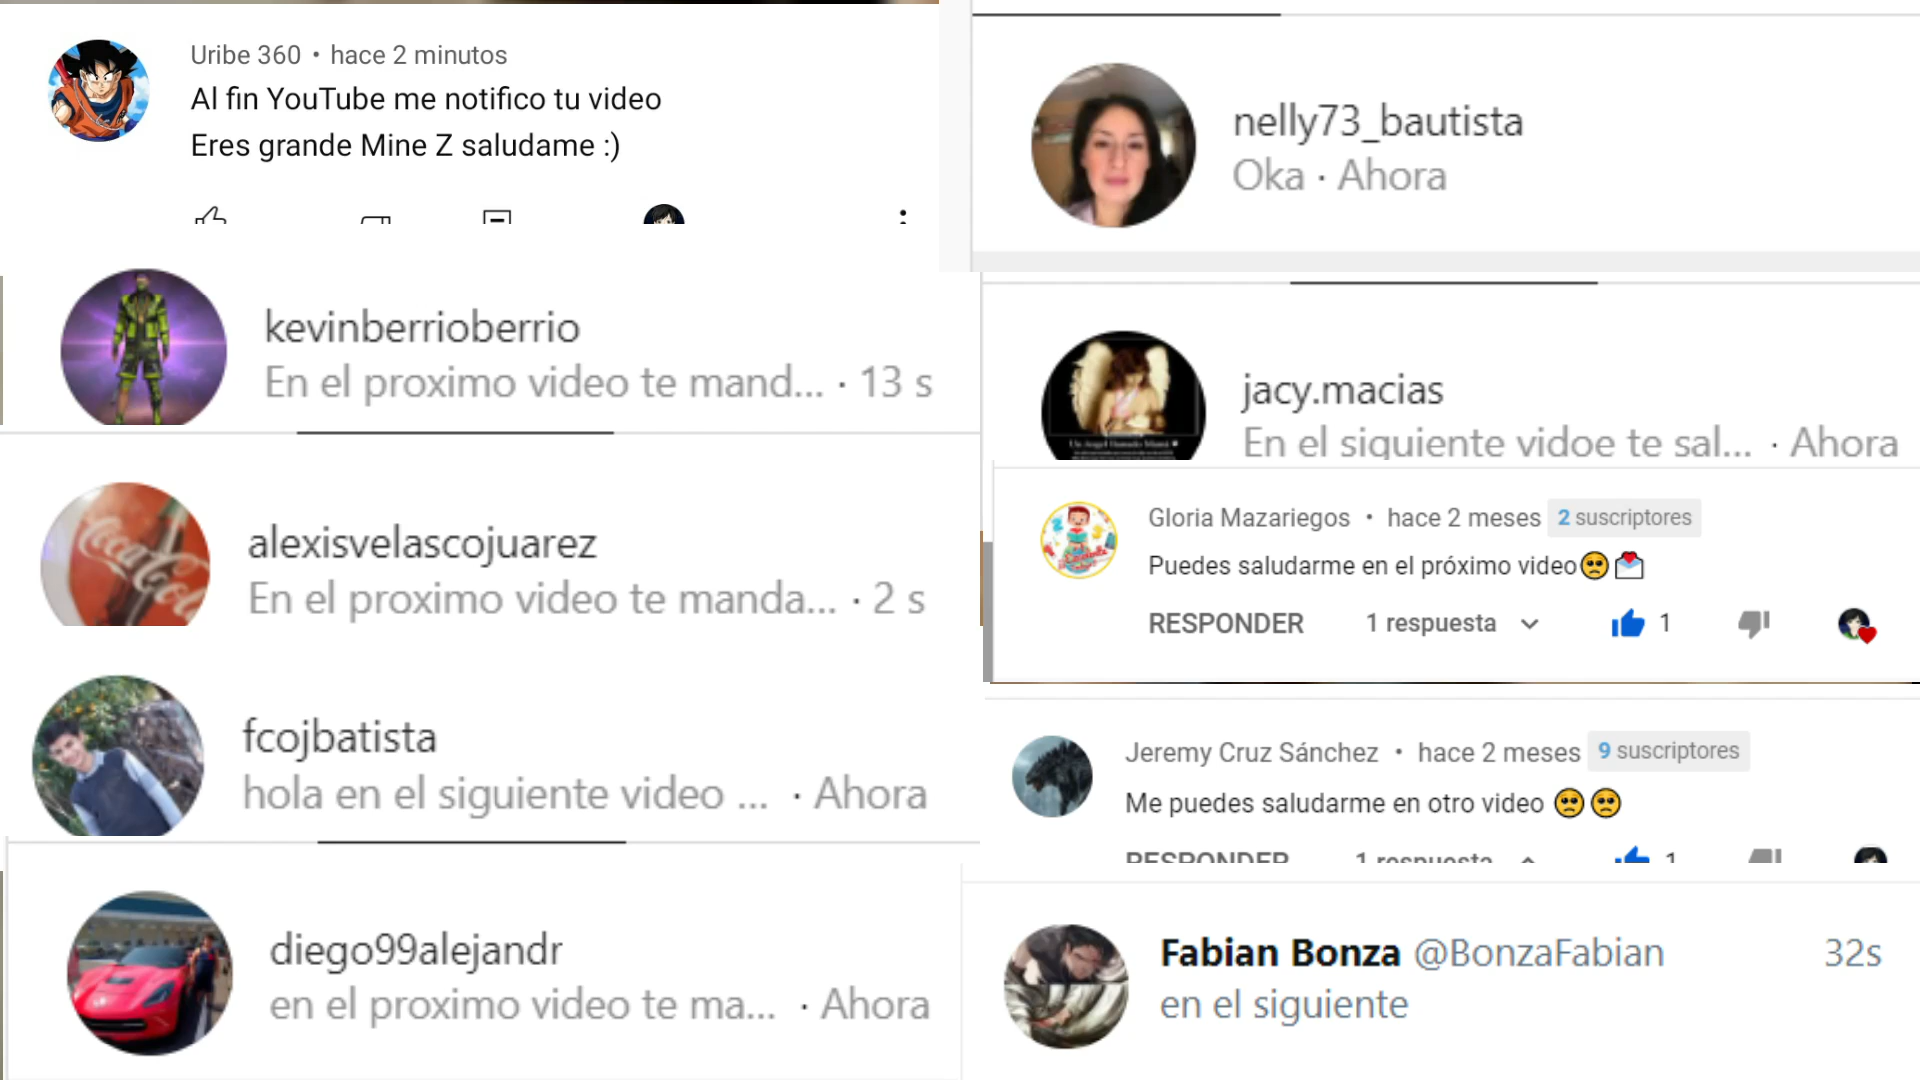 Uribe 360 • hace 2 minutos
Al fin YouTube me notifico tu video
Eres grande Mine Z saludame :)
kevinberrioberrio
En el proximo video te mand... · 13 s
alexisvelascojuarez
En el proximo video te manda... · 2 s
fcojbatista
hola en el siguiente video ... · Ahora
diego99alejandr
en el proximo video te ma... · Ahora
nelly73_bautista
Oka · Ahora
jacy.macias
En el siguiente vidoe te sal... · Ahora
Gloria Mazariegos • hace 2 meses 2 suscriptores
Puedes saludarme en el próximo video🥺💌
RESPONDER 1 respuesta 1
Jeremy Cruz Sánchez • hace 2 meses 9 suscriptores
Me puedes saludarme en otro video 🥺🥺
RESPONDER 1 respuesta 1
Fabian Bonza @BonzaFabian 32s
en el siguiente